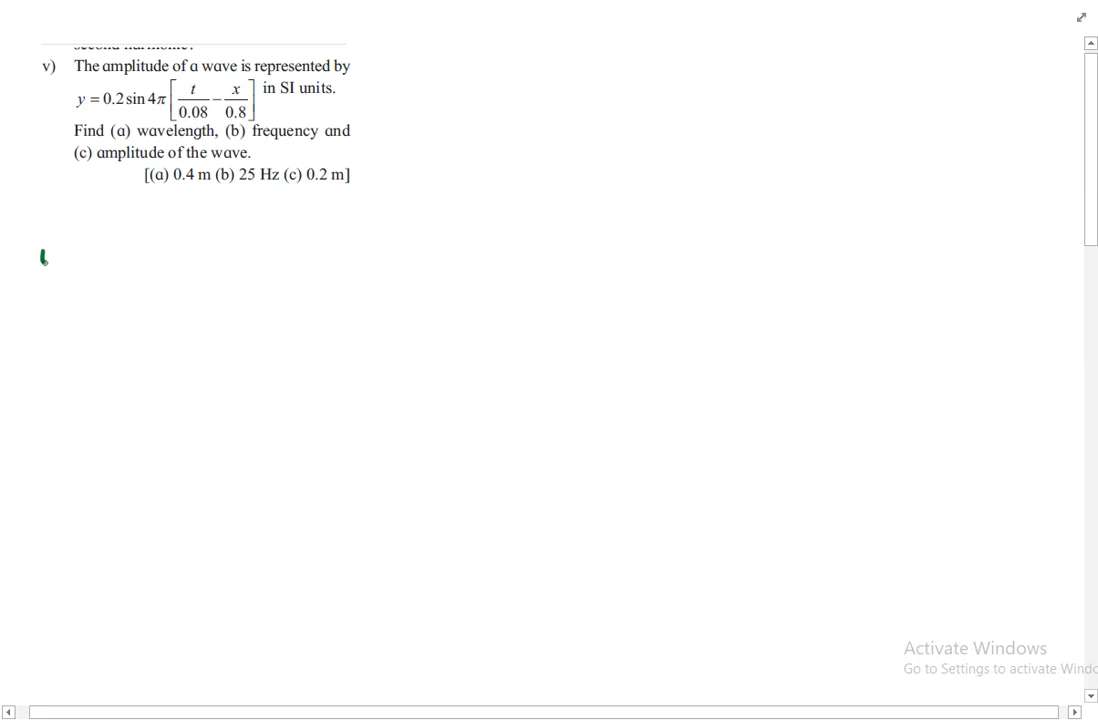 v) The amplitude of a wave is represented by
y = 0.2 sin 4π [ t/0.08 − x/0.8 ] in SI units.
Find (a) wavelength, (b) frequency and
(c) amplitude of the wave.
[(a) 0.4 m (b) 25 Hz (c) 0.2 m]
Activate Windows
Go to Settings to activate